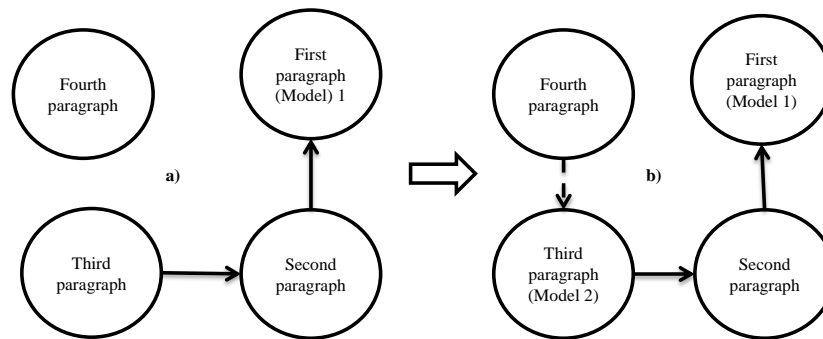 Fourth
paragraph
First
paragraph
(Model) 1
a)
Third
paragraph
Second
paragraph
Fourth
paragraph
First
paragraph
(Model 1)
b)
Third
paragraph
(Model 2)
Second
paragraph